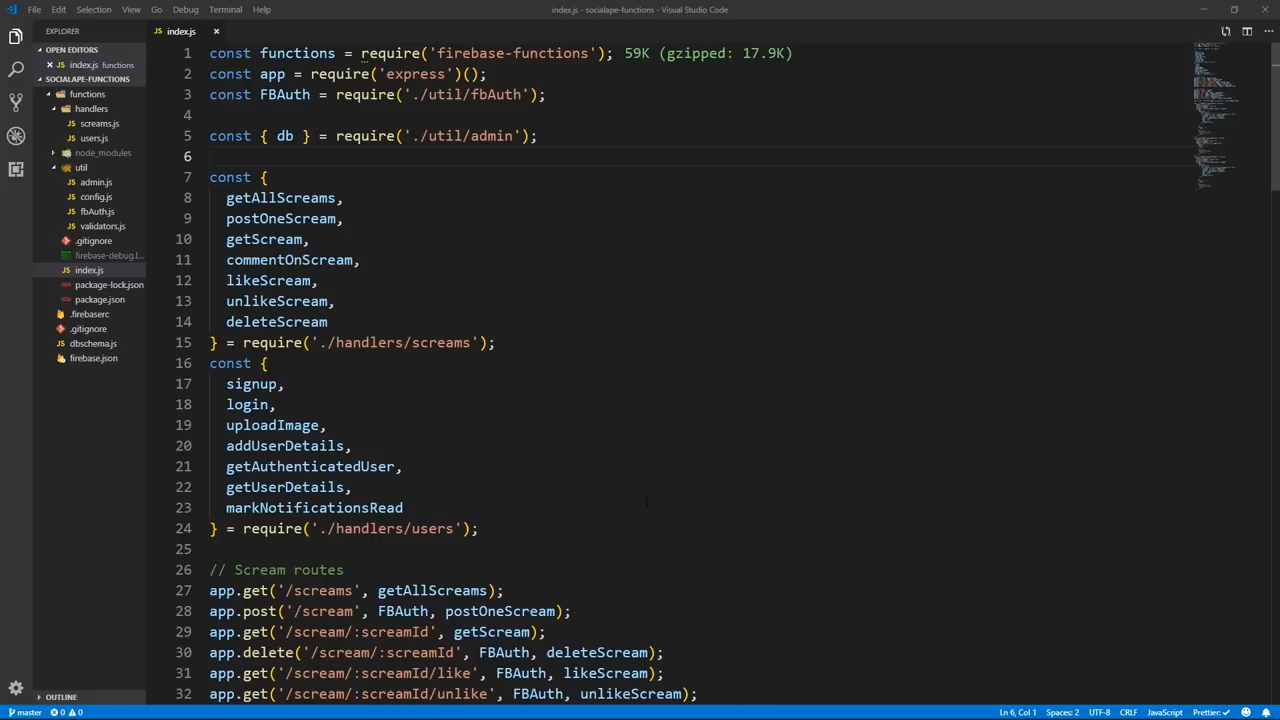 File Edit Selection View Go Debug Terminal Help
index.js - socialape-functions - Visual Studio Code
EXPLORER
OPEN EDITORS
index.js functions
SOCIALAPE-FUNCTIONS
functions
handlers
screams.js
users.js
node_modules
util
admin.js
config.js
fbAuth.js
validators.js
.gitignore
firebase-debug.l...
index.js
package-lock.json
package.json
.firebaserc
.gitignore
dbschema.js
firebase.json
OUTLINE
index.js
1 const functions = require('firebase-functions'); 59K (gzipped: 17.9K)
2 const app = require('express')();
3 const FBAuth = require('./util/fbAuth');
4
5 const { db } = require('./util/admin');
6
7 const {
8 getAllScreams,
9 postOneScream,
10 getScream,
11 commentOnScream,
12 likeScream,
13 unlikeScream,
14 deleteScream
15 } = require('./handlers/screams');
16 const {
17 signup,
18 login,
19 uploadImage,
20 addUserDetails,
21 getAuthenticatedUser,
22 getUserDetails,
23 markNotificationsRead
24 } = require('./handlers/users');
25
26 // Scream routes
27 app.get('/screams', getAllScreams);
28 app.post('/scream', FBAuth, postOneScream);
29 app.get('/scream/:screamId', getScream);
30 app.delete('/scream/:screamId', FBAuth, deleteScream);
31 app.get('/scream/:screamId/like', FBAuth, likeScream);
32 app.get('/scream/:screamId/unlike', FBAuth, unlikeScream);
master 0 0
Ln 6, Col 1 Spaces: 2 UTF-8 CRLF JavaScript Prettier: ✓